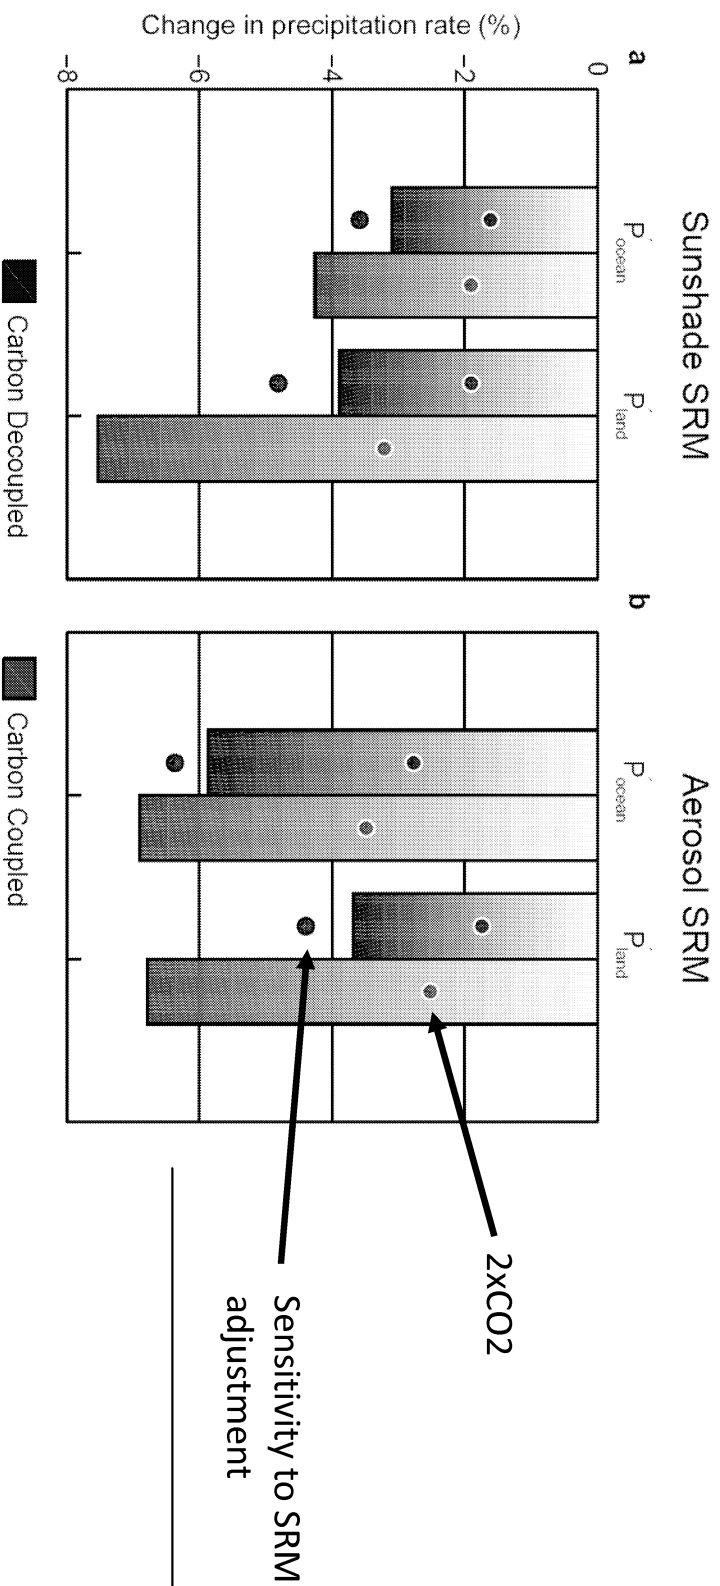 Sunshade SRM
Aerosol SRM
a
b
P´ocean
P´land
P´ocean
P´land
Change in precipitation rate (%)
0
-2
-4
-6
-8
2xCO2
Sensitivity to SRM
adjustment
Carbon Decoupled
Carbon Coupled